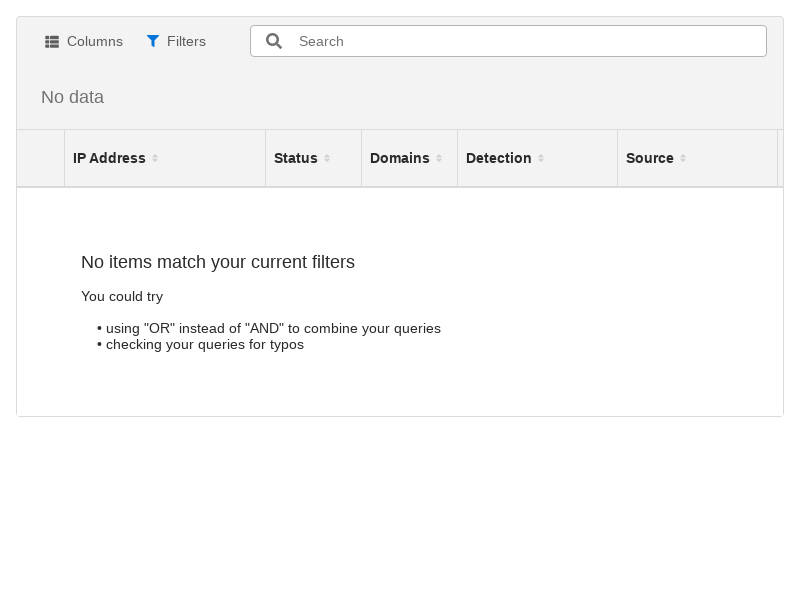 Columns Filters Search
No data
IP Address Status Domains Detection Source
No items match your current filters
You could try
• using "OR" instead of "AND" to combine your queries
• checking your queries for typos